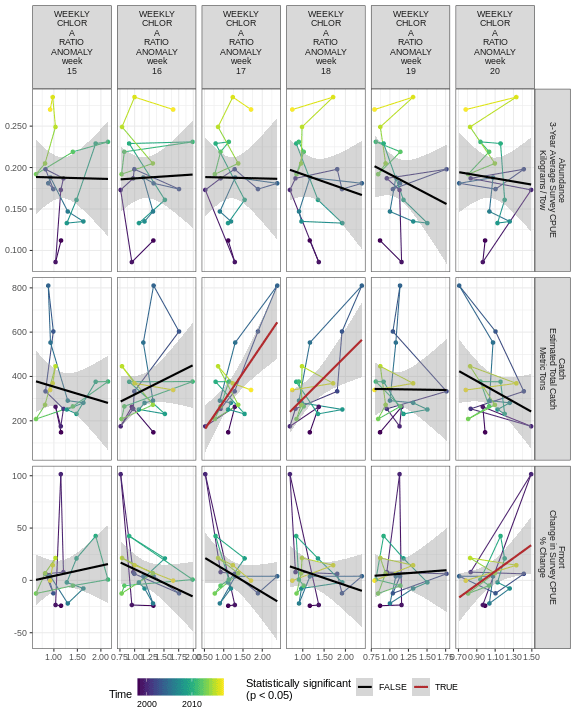 WEEKLY
CHLOR
A
RATIO
ANOMALY
week
15
WEEKLY
CHLOR
A
RATIO
ANOMALY
week
16
WEEKLY
CHLOR
A
RATIO
ANOMALY
week
17
WEEKLY
CHLOR
A
RATIO
ANOMALY
week
18
WEEKLY
CHLOR
A
RATIO
ANOMALY
week
19
WEEKLY
CHLOR
A
RATIO
ANOMALY
week
20
0.250
0.200
0.150
0.100
Abundance
3-Year Average Survey CPUE
Kilograms / Tow
800
600
400
200
Catch
Estimated Total Catch
Metric Tons
100
50
0
-50
Fmort
Change in Survey CPUE
% Change
1.00 1.50 2.00
0.75 1.00 1.25 1.50 1.75 2.00
0.50 1.00 1.50 2.00
1.00 1.50 2.00
0.75 1.00 1.25 1.50 1.75
0.70 0.90 1.10 1.30 1.50
Time
2000 2010
Statistically significant
(p < 0.05)
FALSE
TRUE